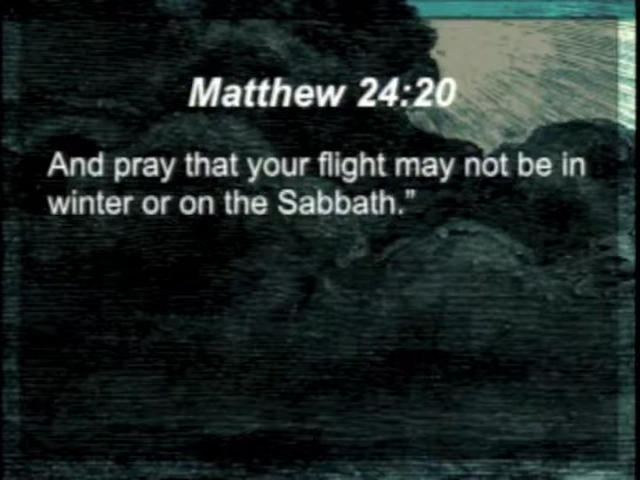 Matthew 24:20
And pray that your flight may not be in
winter or on the Sabbath.”